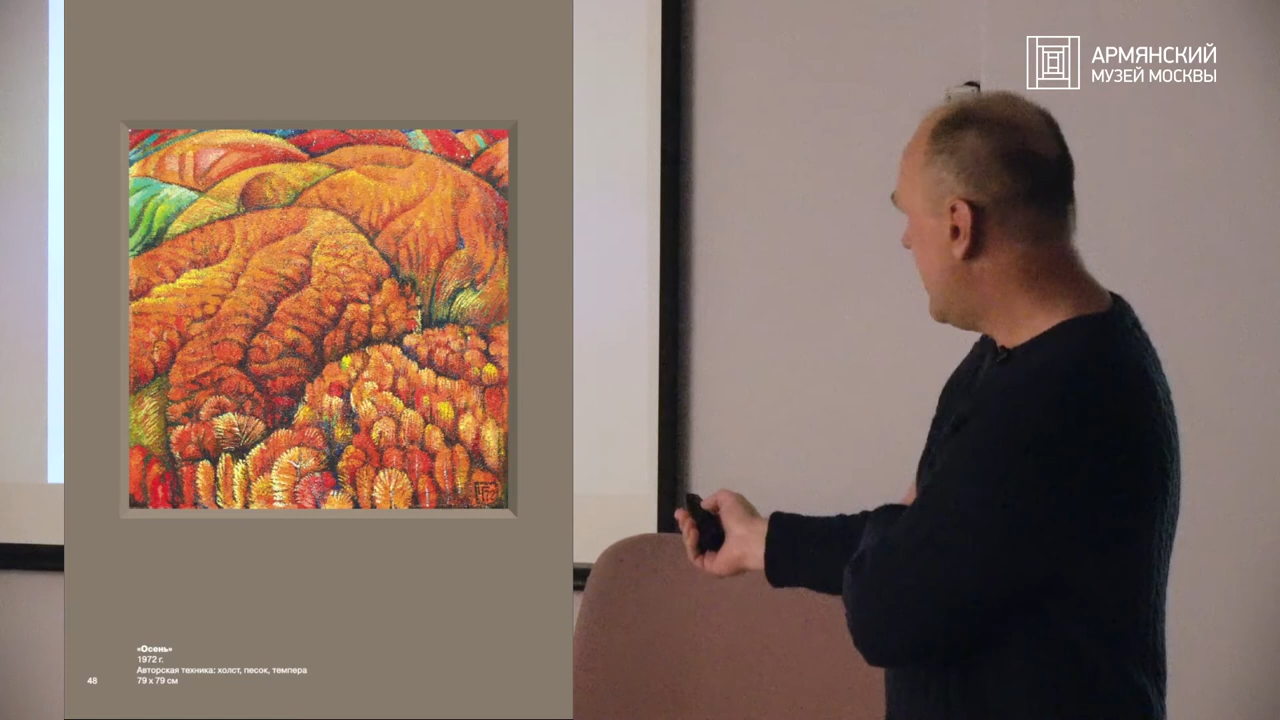 АРМЯНСКИЙ
МУЗЕЙ МОСКВЫ
«Осень»
1972 г.
Авторская техника: холст, песок, темпера
48
79 х 79 см